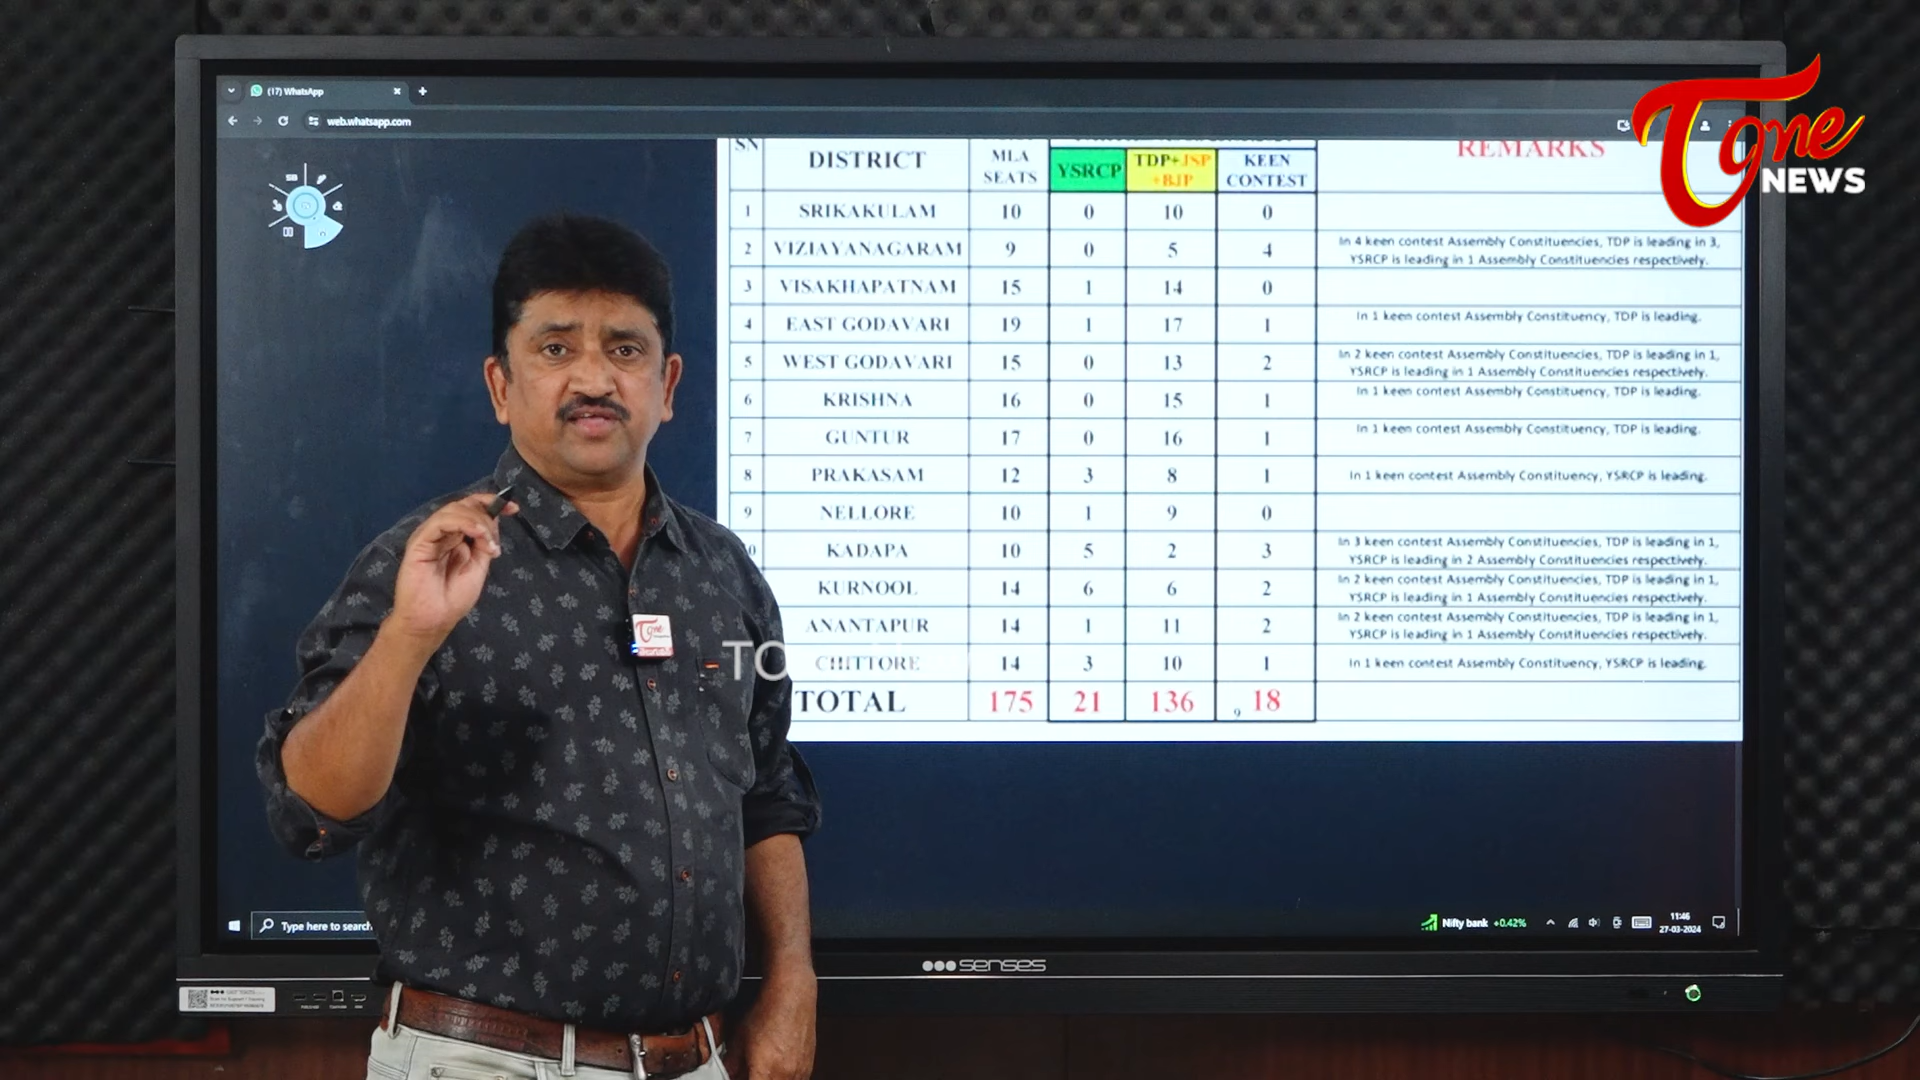 (17) WhatsApp
web.whatsapp.com
Tone
NEWS
SN DISTRICT MLA SEATS YSRCP TDP+JSP +BJP KEEN CONTEST REMARKS
1 SRIKAKULAM 10 0 10 0
2 VIZIAYANAGARAM 9 0 5 4 In 4 keen contest Assembly Constituencies, TDP is leading in 3,
YSRCP is leading in 1 Assembly Constituencies respectively.
3 VISAKHAPATNAM 15 1 14 0
4 EAST GODAVARI 19 1 17 1 In 1 keen contest Assembly Constituency, TDP is leading.
5 WEST GODAVARI 15 0 13 2 In 2 keen contest Assembly Constituencies, TDP is leading in 1,
YSRCP is leading in 1 Assembly Constituencies respectively.
6 KRISHNA 16 0 15 1 In 1 keen contest Assembly Constituency, TDP is leading.
7 GUNTUR 17 0 16 1 In 1 keen contest Assembly Constituency, TDP is leading.
8 PRAKASAM 12 3 8 1 In 1 keen contest Assembly Constituency, YSRCP is leading.
9 NELLORE 10 1 9 0
0 KADAPA 10 5 2 3 In 3 keen contest Assembly Constituencies, TDP is leading in 1,
YSRCP is leading in 2 Assembly Constituencies respectively.
KURNOOL 14 6 6 2 In 2 keen contest Assembly Constituencies, TDP is leading in 1,
YSRCP is leading in 1 Assembly Constituencies respectively.
ANANTAPUR 14 1 11 2 In 2 keen contest Assembly Constituencies, TDP is leading in 1,
YSRCP is leading in 1 Assembly Constituencies respectively.
CHITTORE 14 3 10 1 In 1 keen contest Assembly Constituency, YSRCP is leading.
TOTAL 175 21 136 9 18
Tone
Type here to search
Nifty bank +0.42%
11:46
27-03-2024
senses